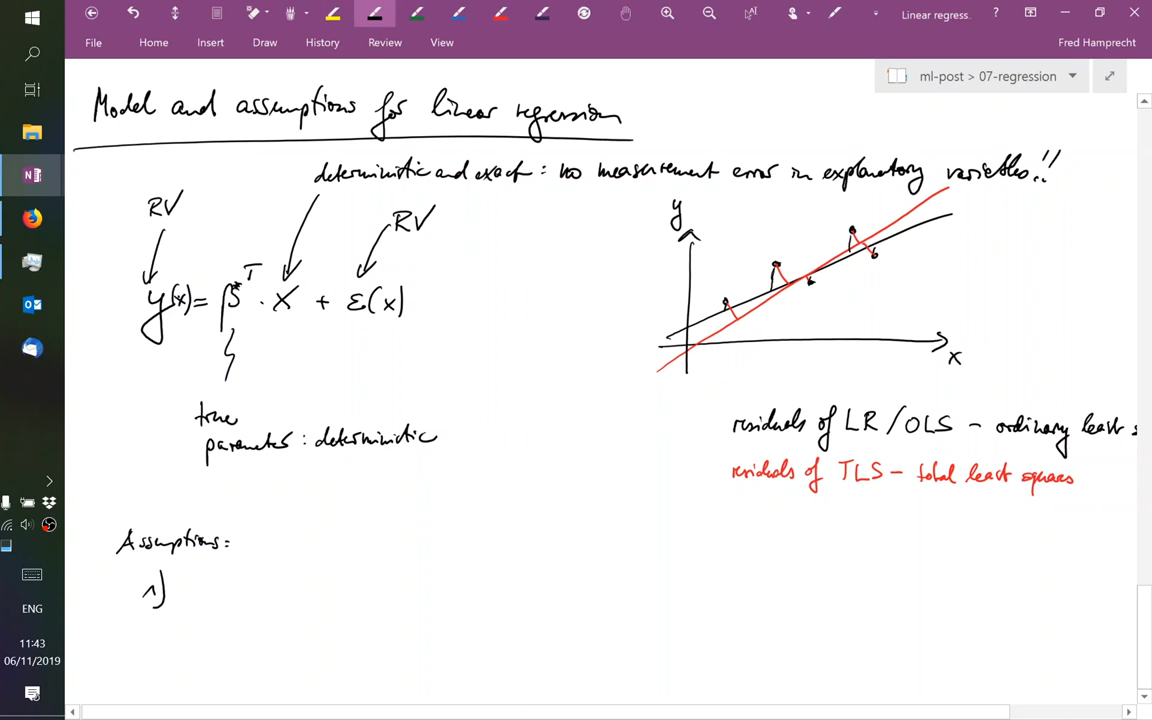 Linear regress.
File Home Insert Draw History Review View
Fred Hamprecht
ml-post > 07-regression
Model and assumptions for linear regression
deterministic and exact : no measurement error in explanatory variables!!
RV
RV
y(x) = β*ᵀ · X + ε(x)
true
parameter : deterministic
y
x
residuals of LR / OLS – ordinary least s
residuals of TLS – total least squares
Assumptions:
1)
ENG
11:43
06/11/2019